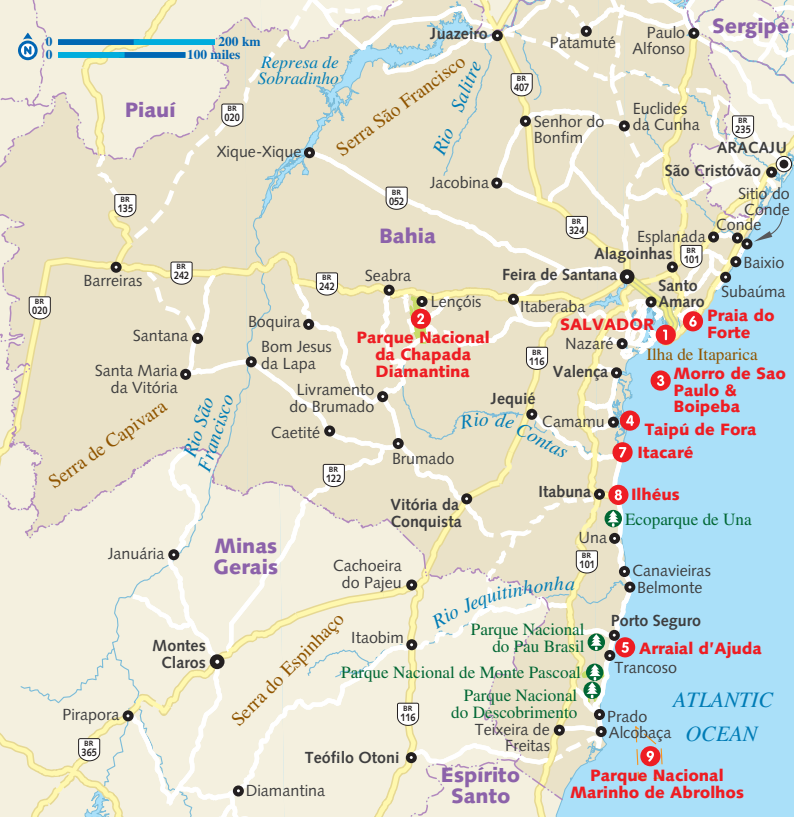 N
0 200 km
0 100 miles
Juazeiro
Patamuté
Paulo
Alfonso
Sergipe
Represa de
Sobradinho
Piauí
BR
020
Serra São Francisco
Rio Salitre
BR
407
Senhor do
Bonfim
Euclides
da Cunha
BR
235
ARACAJU
São Cristóvão
Xique-Xique
Jacobina
BR
052
BR
135
Sitio do
Conde
Conde
Bahia
BR
324
Esplanada
Alagoinhas
BR
101
Baixio
Barreiras
BR
242
BR
242
Seabra
Feira de Santana
Santo
Amaro
Subaúma
BR
020
Lençóis
Itaberaba
2
Parque Nacional
da Chapada
Diamantina
Boquira
SALVADOR
1
6
Praia do
Forte
Nazaré
Ilha de Itaparica
Santana
Bom Jesus
da Lapa
BR
116
Santa Maria
da Vitória
Valença
3
Morro de Sao
Paulo &
Boipeba
Livramento
do Brumado
Jequié
Rio de Contas
Camamu
4
Taipú de Fora
Serra de Capivara
Rio São
Francisco
Caetité
Brumado
7
Itacaré
BR
122
Vitória da
Conquista
Itabuna
8
Ilhéus
Ecoparque de Una
Una
Januária
Minas
Gerais
BR
101
Cachoeira
do Pajeu
Canavieiras
Belmonte
Rio Jequitinhonha
Porto Seguro
Parque Nacional
do Pau Brasil
5
Arraial d'Ajuda
Itaobim
Trancoso
Montes
Claros
Serra do Espinhaço
Parque Nacional de Monte Pascoal
Parque Nacional
do Descobrimento
ATLANTIC
OCEAN
Pirapora
BR
116
Prado
Alcobaça
Teixeira de
Freitas
BR
365
Teófilo Otoni
9
Parque Nacional
Marinho de Abrolhos
Espírito
Santo
Diamantina